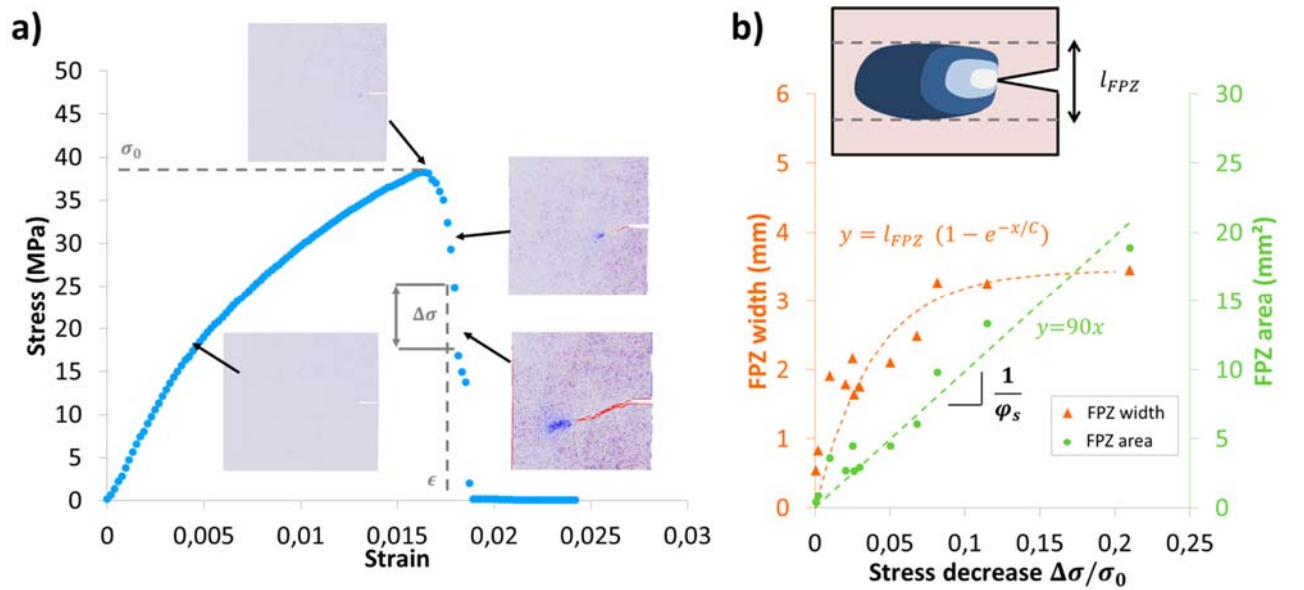 a)
50
45
40
35
30
25
20
15
10
5
0
Stress (MPa)
σ₀
Δσ
ϵ
0
0,005
0,01
0,015
0,02
0,025
0,03
Strain
b)
l_FPZ
6
5
4
3
2
1
0
FPZ width (mm)
y = l_FPZ (1 − e^{−x/C})
y=90x
1
φₛ
FPZ width
FPZ area
30
25
20
15
10
5
0
FPZ area (mm²)
0
0,05
0,1
0,15
0,2
0,25
Stress decrease Δσ/σ₀